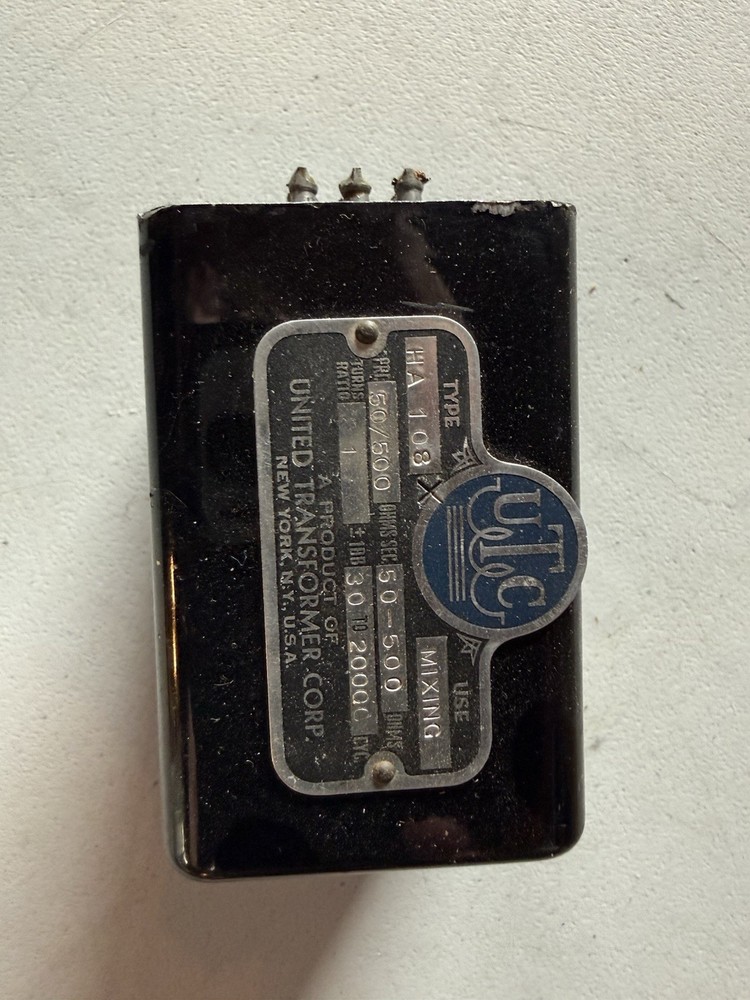 UTC
TYPE USE
HA 108 X MIXING
PRI. 50/500 OHMS SEC 50-500 OHMS
TURNS RATIO 1 ± 1DB 30 TO 20000 CYC
A PRODUCT OF
UNITED TRANSFORMER CORP.
NEW YORK, N.Y., U.S.A.